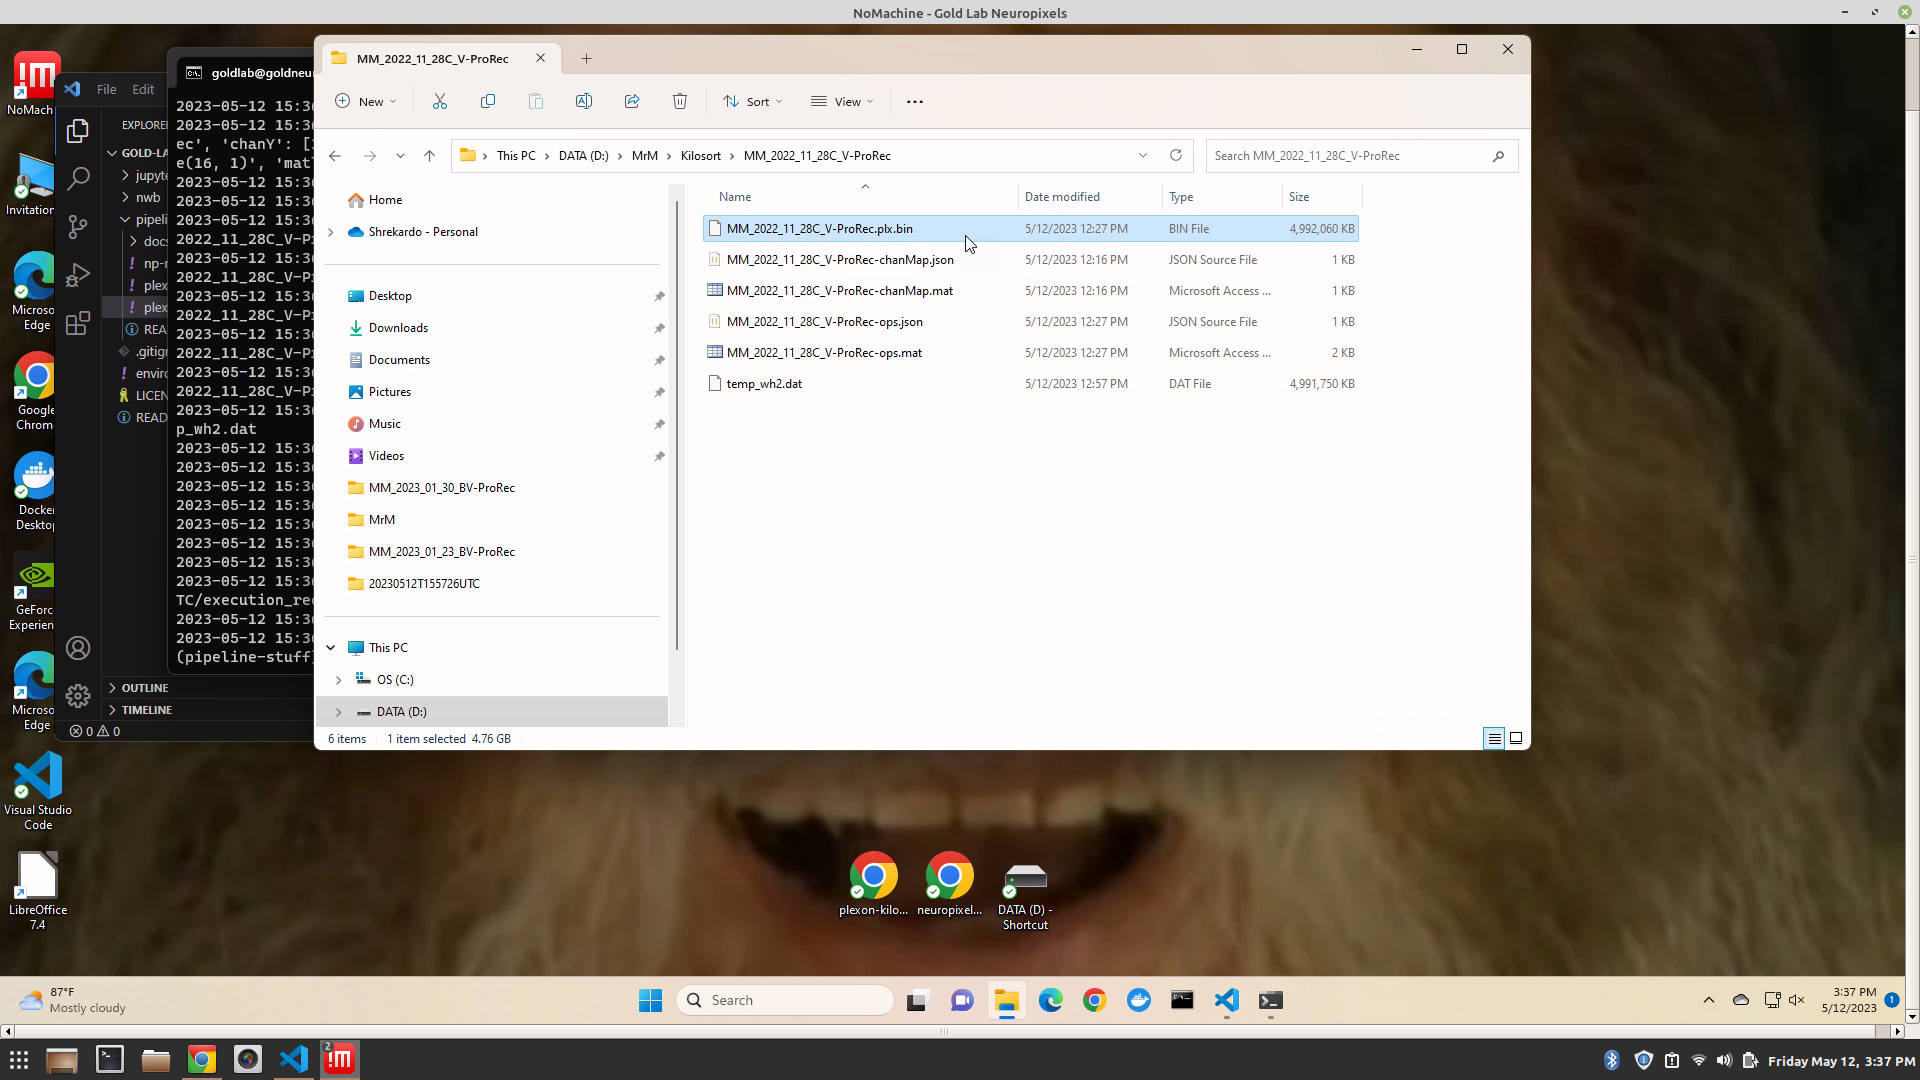 NoMachine - Gold Lab Neuropixels
NoMach
Invitation
Micros
Edge
Google
Chrom
Docke
Deskto
GeForc
Experien
Micros
Edge
Visual Studio
Code
LibreOffice
7.4
File Edit
EXPLORE
GOLD-LA
jupyte
nwb
pipeli
docs
np-r
plex
plex
REA
.gitig
enviro
LICEN
READ
OUTLINE
TIMELINE
0 0
goldlab@goldneu
2023-05-12 15:3
2023-05-12 15:3
ec', 'chanY': [
e(16, 1)', 'mat
2023-05-12 15:3
2023-05-12 15:3
2023-05-12 15:3
2022_11_28C_V-P
2023-05-12 15:3
2022_11_28C_V-P
2023-05-12 15:3
2022_11_28C_V-P
2023-05-12 15:3
2022_11_28C_V-P
2023-05-12 15:3
2022_11_28C_V-P
2023-05-12 15:3
p_wh2.dat
2023-05-12 15:3
2023-05-12 15:3
2023-05-12 15:3
2023-05-12 15:3
2023-05-12 15:3
2023-05-12 15:3
2023-05-12 15:3
2023-05-12 15:3
TC/execution_re
2023-05-12 15:3
2023-05-12 15:3
(pipeline-stuff
MM_2022_11_28C_V-ProRec
New Sort View
This PC DATA (D:) MrM Kilosort MM_2022_11_28C_V-ProRec
Search MM_2022_11_28C_V-ProRec
Home
Shrekardo - Personal
Desktop
Downloads
Documents
Pictures
Music
Videos
MM_2023_01_30_BV-ProRec
MrM
MM_2023_01_23_BV-ProRec
20230512T155726UTC
This PC
OS (C:)
DATA (D:)
Name Date modified Type Size
MM_2022_11_28C_V-ProRec.plx.bin 5/12/2023 12:27 PM BIN File 4,992,060 KB
MM_2022_11_28C_V-ProRec-chanMap.json 5/12/2023 12:16 PM JSON Source File 1 KB
MM_2022_11_28C_V-ProRec-chanMap.mat 5/12/2023 12:16 PM Microsoft Access ... 1 KB
MM_2022_11_28C_V-ProRec-ops.json 5/12/2023 12:27 PM JSON Source File 1 KB
MM_2022_11_28C_V-ProRec-ops.mat 5/12/2023 12:27 PM Microsoft Access ... 2 KB
temp_wh2.dat 5/12/2023 12:57 PM DAT File 4,991,750 KB
6 items 1 item selected 4.76 GB
plexon-kilo...
neuropixel...
DATA (D) -
Shortcut
87°F
Mostly cloudy
Search
3:37 PM
5/12/2023
1
2
Friday May 12, 3:37 PM